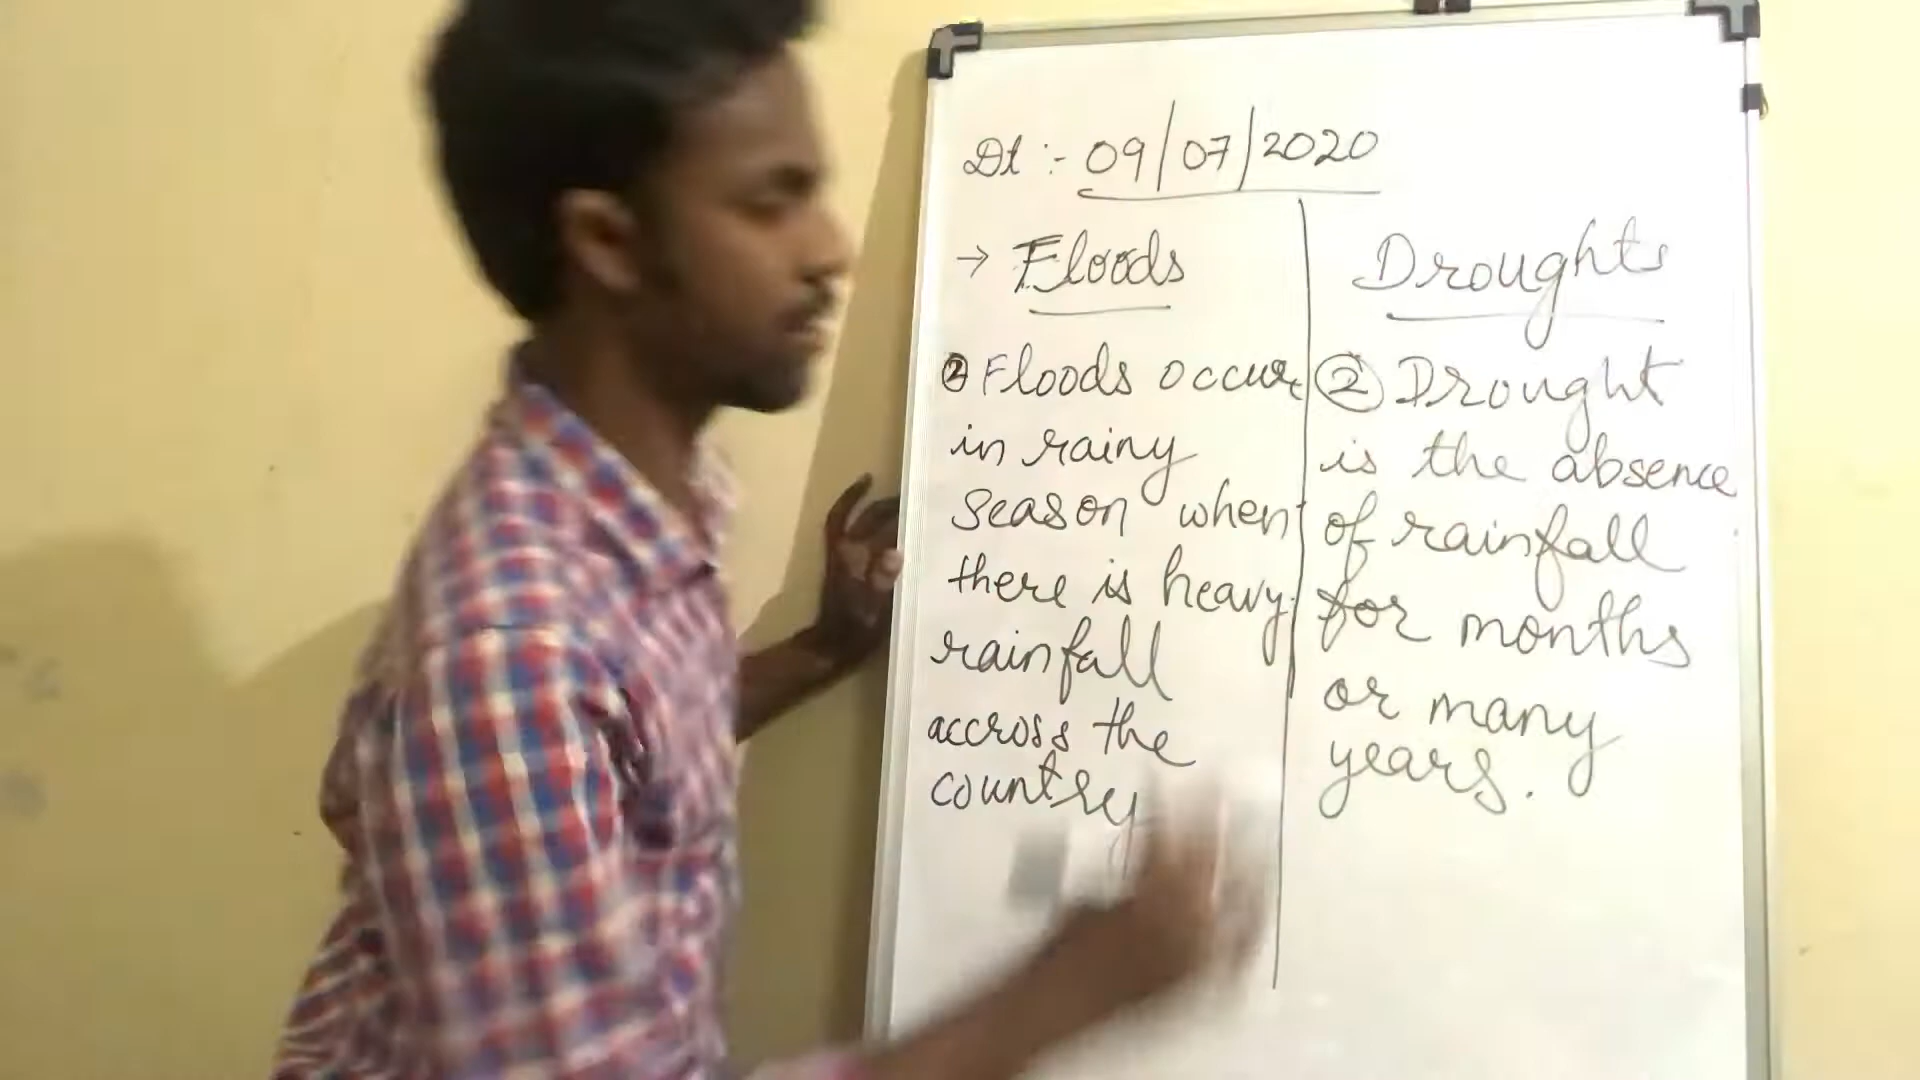 Dt :- 09/07/2020
→ Floods
② Floods occur
in rainy
season when
there is heavy
rainfall
accross the
country
Droughts
② Drought
is the absence
of rainfall
for months
or many
years.